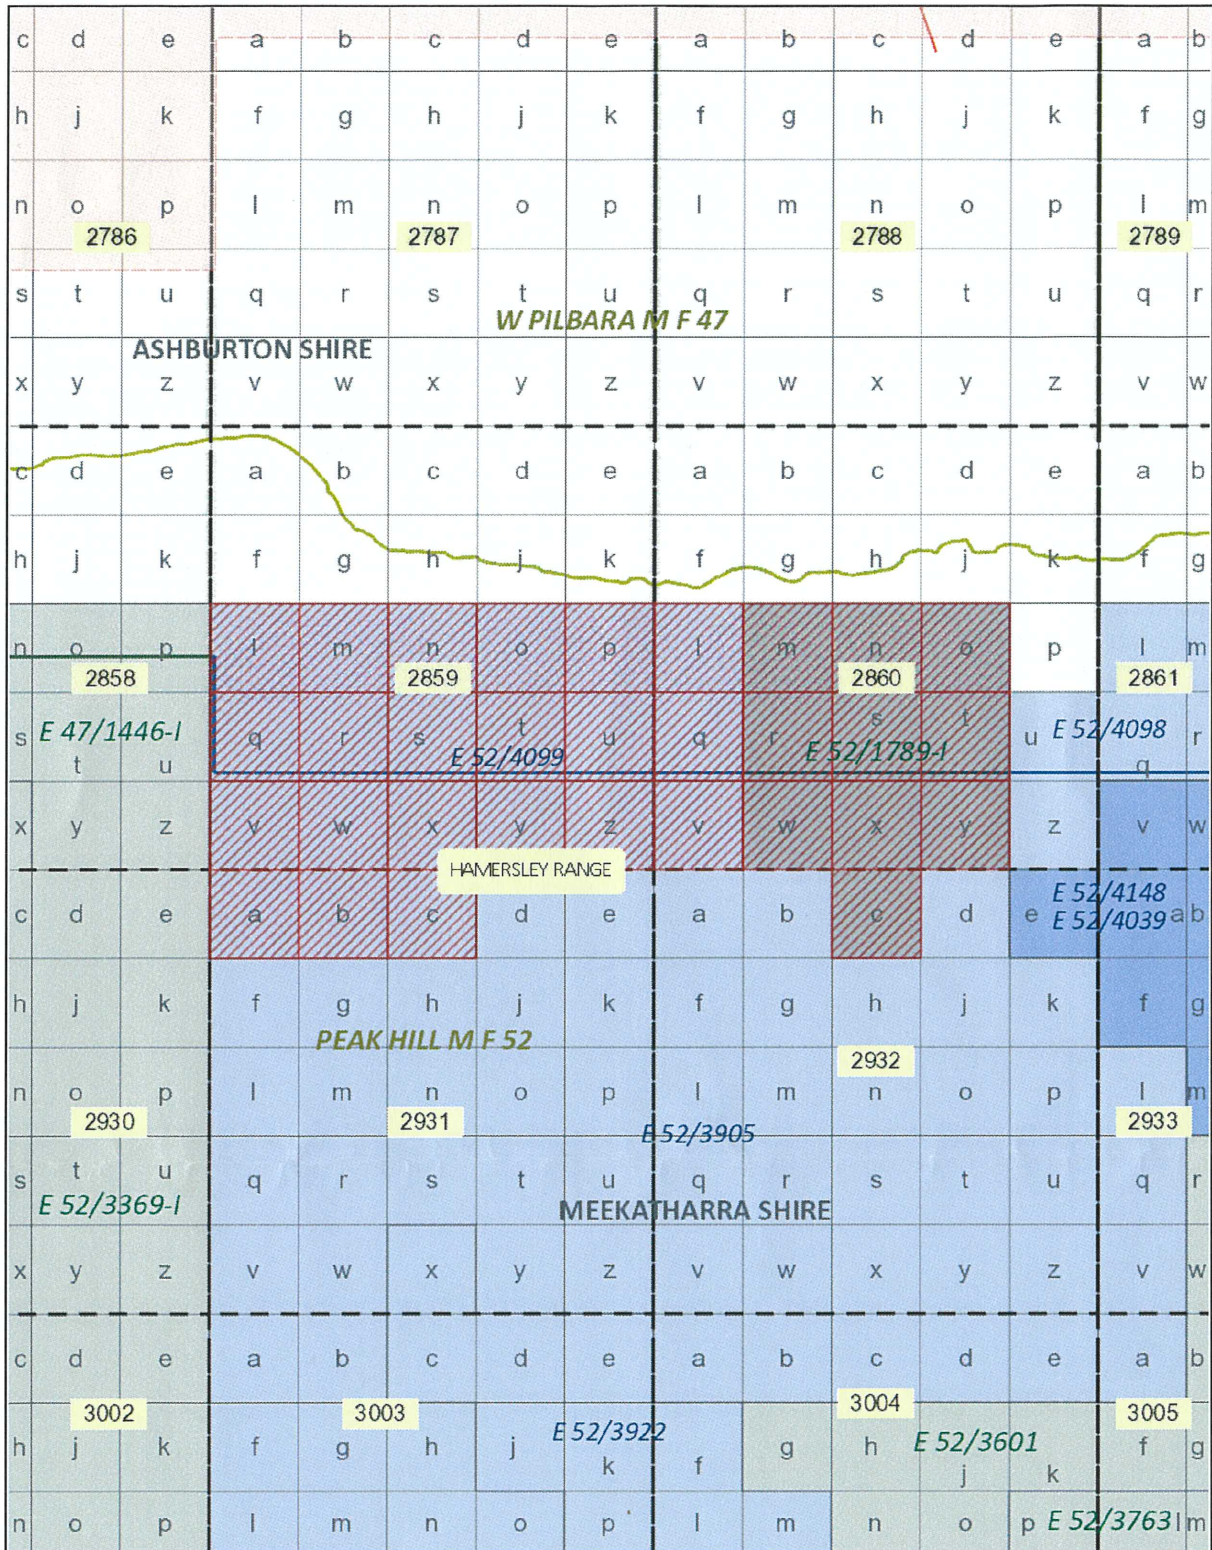 c d e a b c d e a b c d e a b
h j k f g h j k f g h j k f g
n o p l m n o p l m n o p l m
2786 2787 2788 2789
s t u q r s t u q r s t u q r
W PILBARA M F 47
ASHBURTON SHIRE
x y z v w x y z v w x y z v w
c d e a b c d e a b c d e a b
h j k f g h j k f g h j k f g
n o p l m n o p l m n o p l m
2858 2859 2860 2861
s E 47/1446-I t u q r s t u q r s t u E 52/4098 q r
E 52/4099 E 52/1789-I
x y z v w x y z v w x y z v w
HAMERSLEY RANGE
c d e a b c d e a b c d e E 52/4148 a b
E 52/4039
h j k f g h j k f g h j k f g
PEAK HILL M F 52
2932
n o p l m n o p l m n o p l m
2930 2931 2933
E 52/3905
s t u q r s t u q r s t u q r
E 52/3369-I MEEKATHARRA SHIRE
x y z v w x y z v w x y z v w
c d e a b c d e a b c d e a b
3002 3003 3004 3005
h j k f g h j E 52/3922 k f g h E 52/3601 j k f g
n o p l m n o p l m n o p E 52/3763 l m